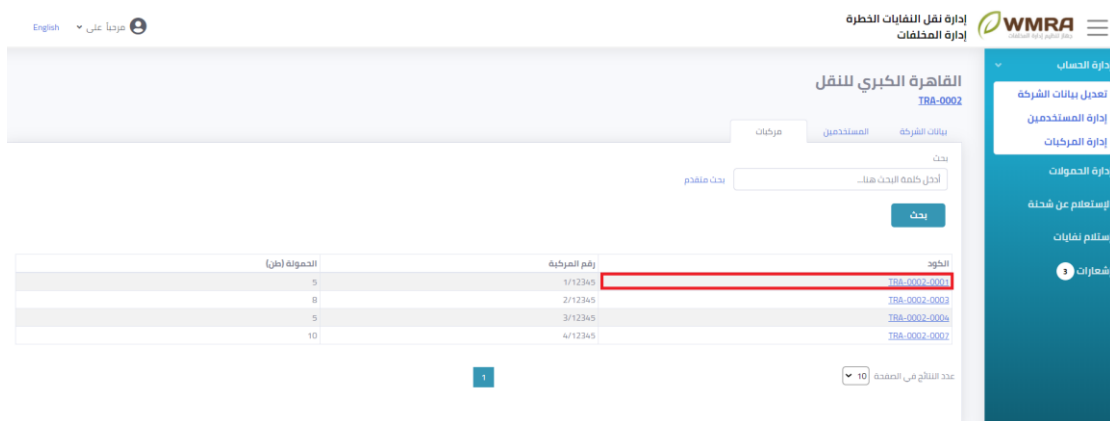 WMRA
إدارة نقل النفايات الخطرة
إدارة المخلفات
مرحباً على
English
دارة الحساب
تعديل بيانات الشركة
إدارة المستخدمين
إدارة المركبات
دارة الحمولات
لإستعلام عن شحنة
ستلام نفايات
شعارات 3
القاهرة الكبري للنقل
TRA-0002
بيانات الشركة المستخدمين مركبات
بحث
أدخل كلمة البحث هنا... بحث متقدم
بحث
الكود رقم المركبة الحمولة (طن)
TRA-0002-0001 1/12345 5
TRA-0002-0003 2/12345 8
TRA-0002-0004 3/12345 5
TRA-0002-0007 4/12345 10
عدد النتائج في الصفحة 10 1